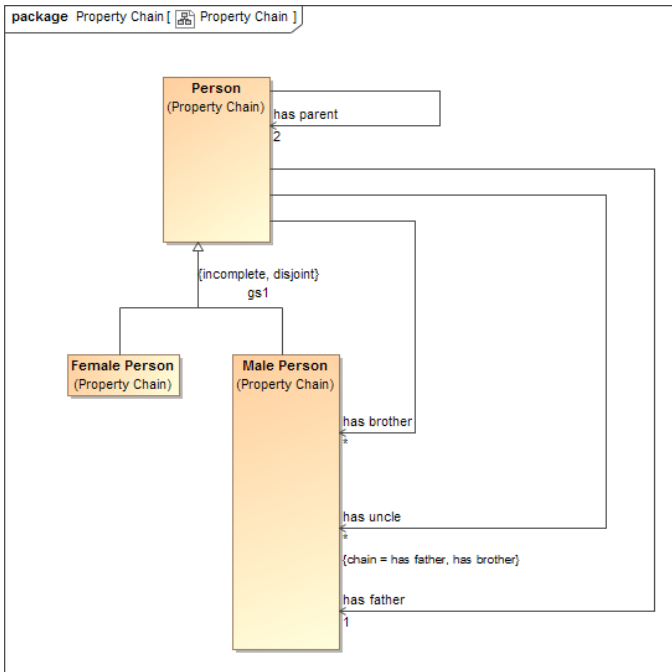 package Property Chain [ Property Chain ]
Person
(Property Chain)
has parent
2
{incomplete, disjoint}
gs1
Female Person
(Property Chain)
Male Person
(Property Chain)
has brother
*
has uncle
*
{chain = has father, has brother}
has father
1